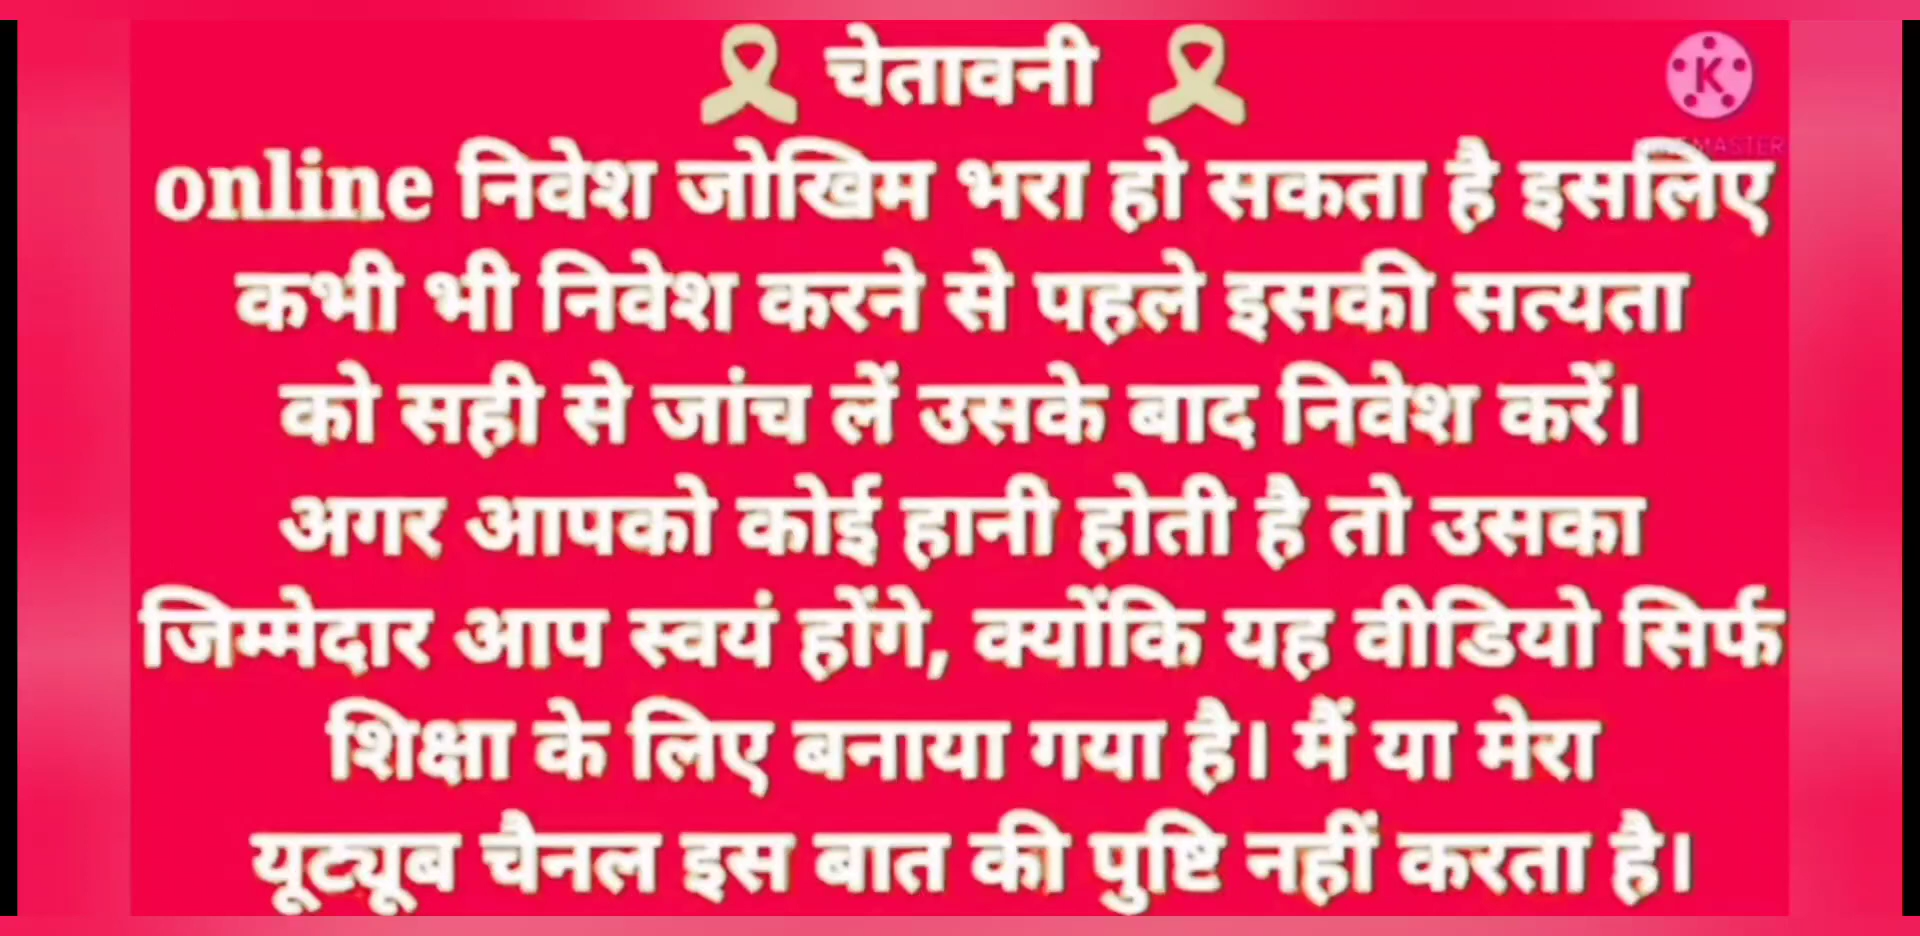 चेतावनी
online निवेश जोखिम भरा हो सकता है इसलिए
कभी भी निवेश करने से पहले इसकी सत्यता
को सही से जांच लें उसके बाद निवेश करें।
अगर आपको कोई हानी होती है तो उसका
जिम्मेदार आप स्वयं होंगे, क्योंकि यह वीडियो सिर्फ
शिक्षा के लिए बनाया गया है। मैं या मेरा
यूट्यूब चैनल इस बात की पुष्टि नहीं करता है।
K